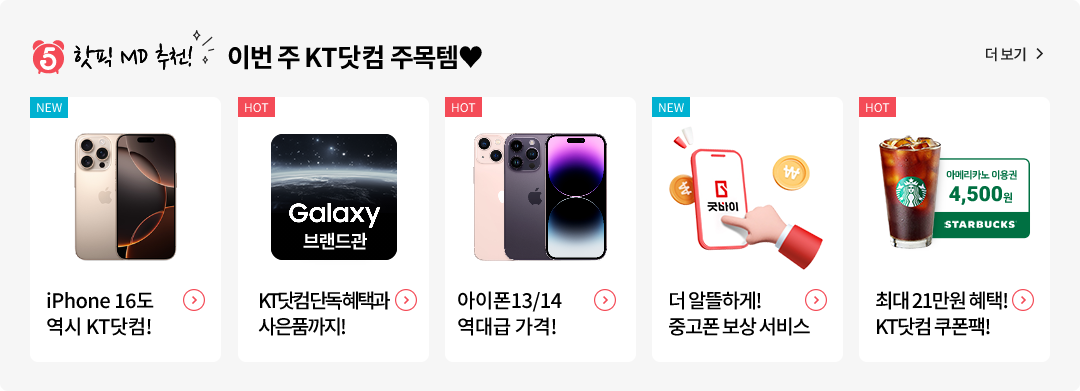 5 핫픽 MD 추천! 이번 주 KT닷컴 주목템♥
더 보기
NEW
iPhone 16도
역시 KT닷컴!
HOT
Galaxy
브랜드관
KT닷컴단독혜택과
사은품까지!
HOT
아이폰13/14
역대급 가격!
NEW
굿바이
더 알뜰하게!
중고폰 보상 서비스
HOT
아메리카노 이용권
4,500원
STARBUCKS
최대 21만원 혜택!
KT닷컴 쿠폰팩!